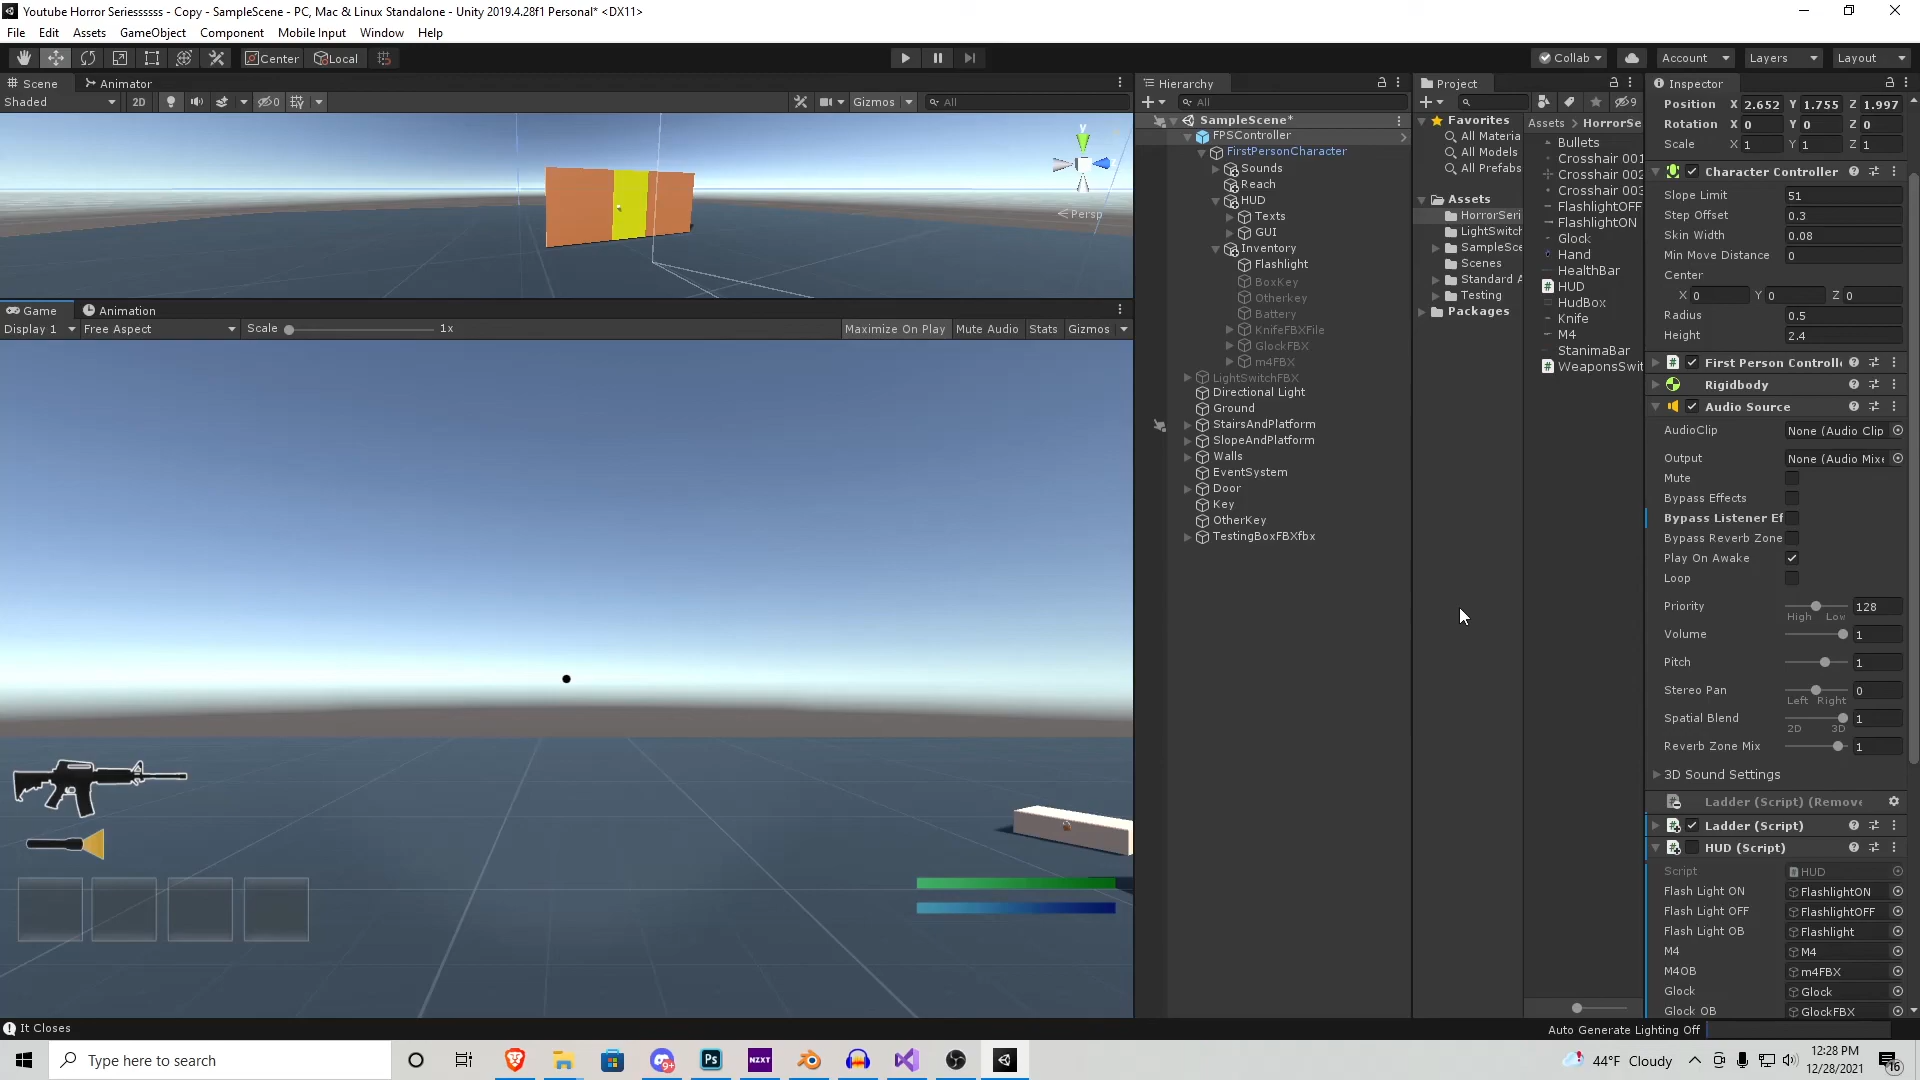 Youtube Horror Seriesssss - Copy - SampleScene - PC, Mac & Linux Standalone - Unity 2019.4.28f1 Personal* <DX11>
File Edit Assets GameObject Component Mobile Input Window Help
Center Local Collab Account Layers Layout
Scene Animator
Shaded 2D 0 Gizmos All
y
Persp
Game Animation
Display 1 Free Aspect Scale 1x Maximize On Play Mute Audio Stats Gizmos
Hierarchy
All
SampleScene*
FPSController
FirstPersonCharacter
Sounds
Reach
HUD
Texts
GUI
Inventory
Flashlight
BoxKey
Otherkey
Battery
KnifeFBXFile
GlockFBX
m4FBX
LightSwitchFBX
Directional Light
Ground
StairsAndPlatform
SlopeAndPlatform
Walls
EventSystem
Door
Key
OtherKey
TestingBoxFBXfbx
Project
9
Favorites
All Materia
All Models
All Prefabs
Assets
HorrorSeri
LightSwitch
SampleSce
Scenes
Standard A
Testing
Packages
Assets > HorrorSe
Bullets
Crosshair 001
Crosshair 002
Crosshair 003
FlashlightOFF
FlashlightON
Glock
Hand
HealthBar
HUD
HudBox
Knife
M4
StanimaBar
WeaponsSwit
Inspector
Position X 2.652 Y 1.755 Z 1.997
Rotation X 0 Y 0 Z 0
Scale X 1 Y 1 Z 1
Character Controller
Slope Limit 51
Step Offset 0.3
Skin Width 0.08
Min Move Distance 0
Center
X 0 Y 0 Z 0
Radius 0.5
Height 2.4
First Person Controlle
Rigidbody
Audio Source
AudioClip None (Audio Clip
Output None (Audio Mixe
Mute
Bypass Effects
Bypass Listener Ef
Bypass Reverb Zone
Play On Awake
Loop
Priority 128
High Low
Volume 1
Pitch 1
Stereo Pan 0
Left Right
Spatial Blend 1
2D 3D
Reverb Zone Mix 1
3D Sound Settings
Ladder (Script) (Remove
Ladder (Script)
HUD (Script)
Script HUD
Flash Light ON FlashlightON
Flash Light OFF FlashlightOFF
Flash Light OB Flashlight
M4 M4
M4OB m4FBX
Glock Glock
Glock OB GlockFBX
It Closes
Auto Generate Lighting Off
Type here to search
9+
Ps
NZXT
44°F Cloudy
12:28 PM
12/28/2021
16